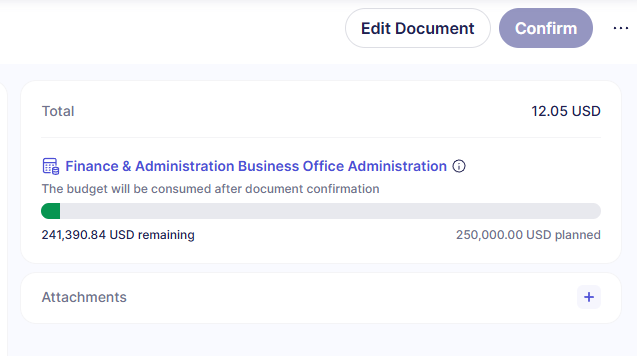 Edit Document
Confirm
Total
12.05 USD
Finance & Administration Business Office Administration
The budget will be consumed after document confirmation
241,390.84 USD remaining
250,000.00 USD planned
Attachments